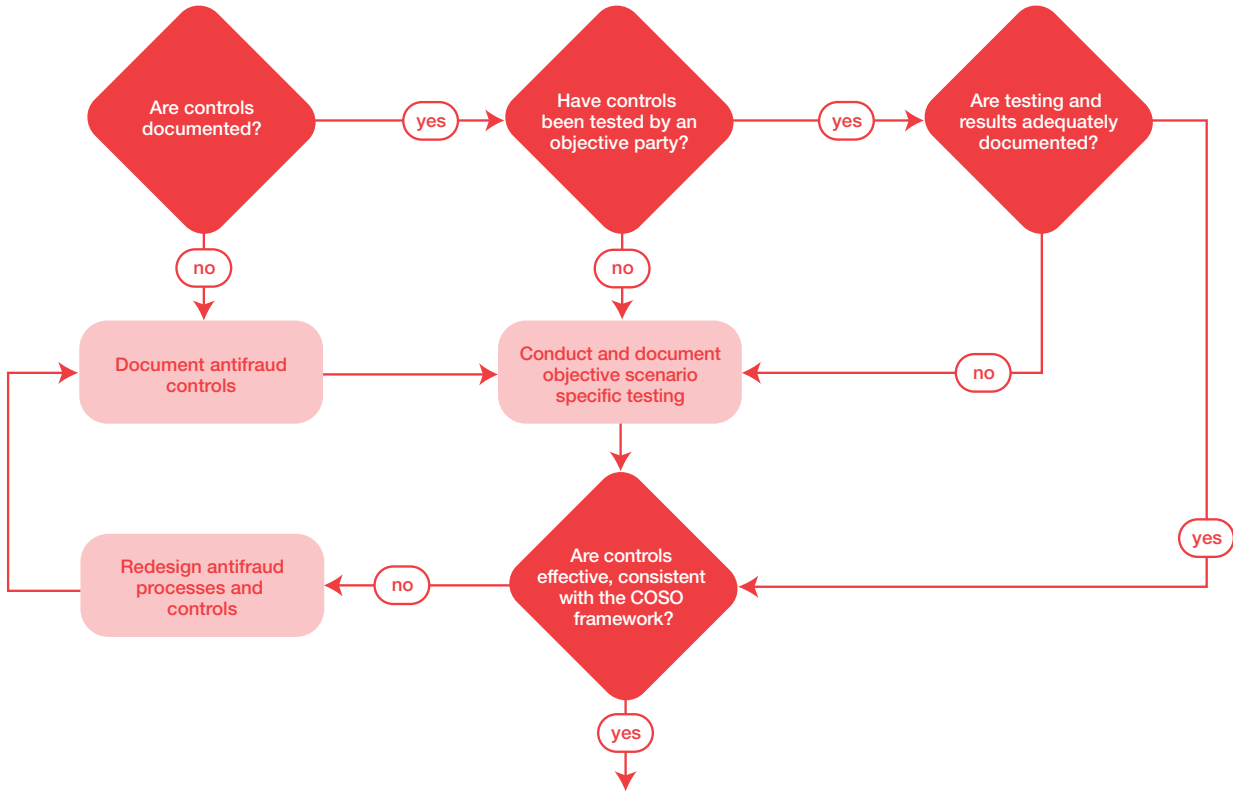 Are controls
documented?
yes
Have controls
been tested by an
objective party?
yes
Are testing and
results adequately
documented?
no
no
Document antifraud
controls
Conduct and document
objective scenario
specific testing
no
yes
Redesign antifraud
processes and
controls
no
Are controls
effective, consistent
with the COSO
framework?
yes